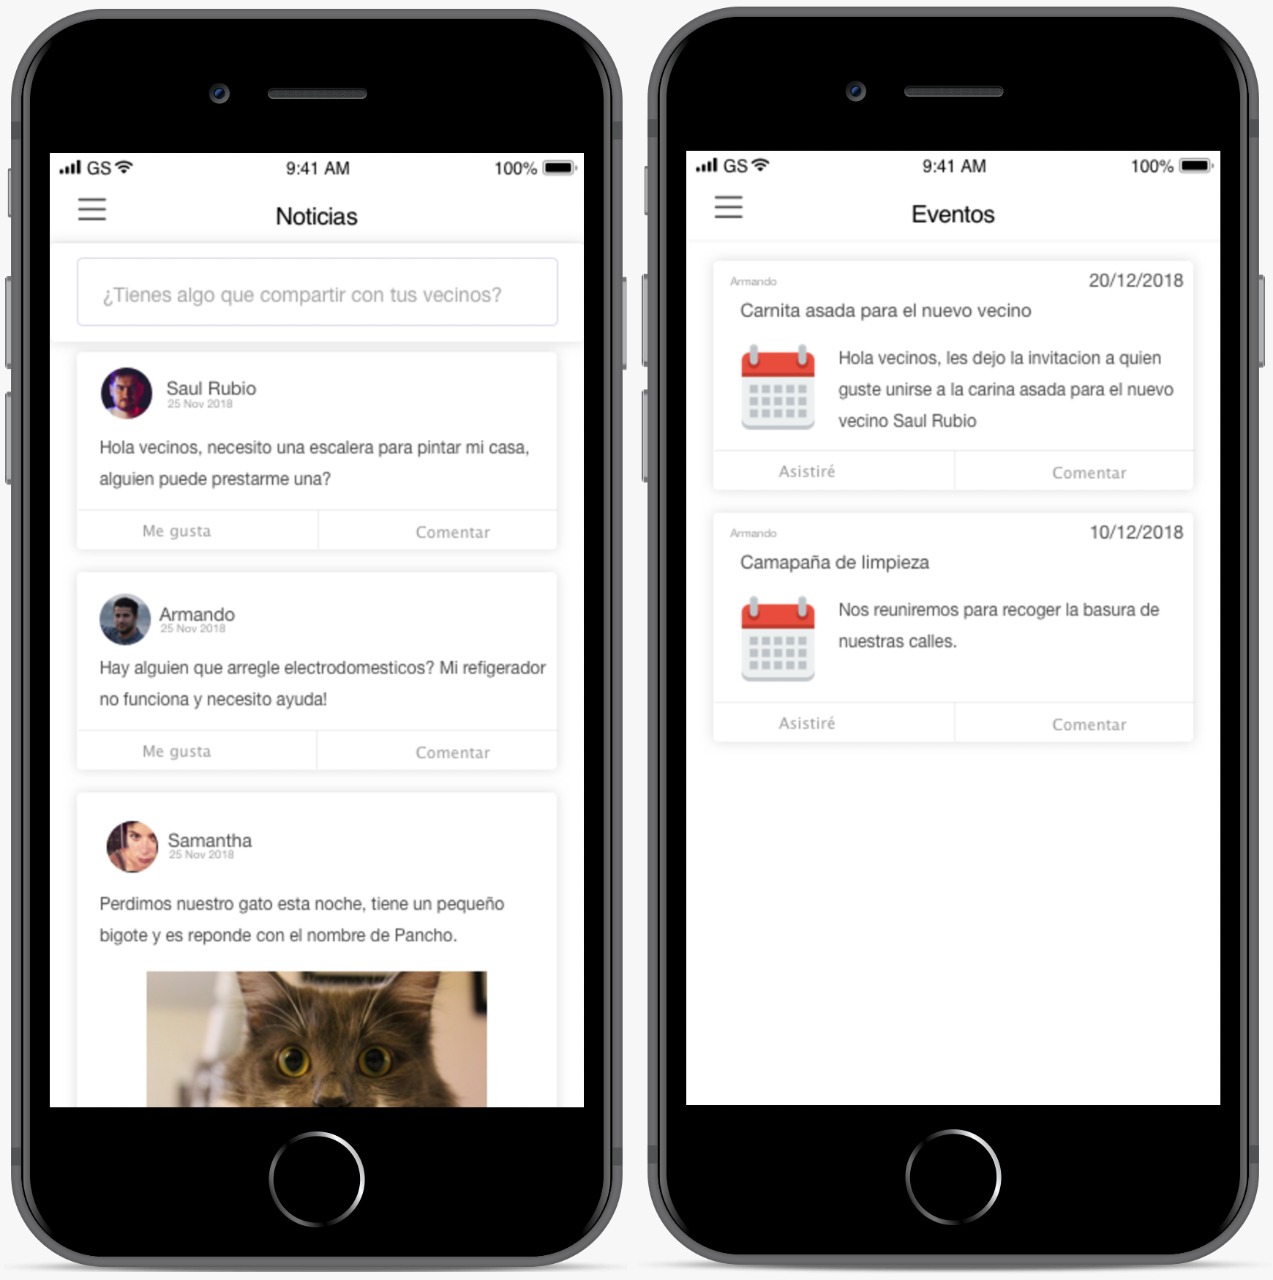 GS 9:41 AM 100%
Noticias
¿Tienes algo que compartir con tus vecinos?
Saul Rubio
25 Nov 2018
Hola vecinos, necesito una escalera para pintar mi casa,
alguien puede prestarme una?
Me gusta Comentar
Armando
25 Nov 2018
Hay alguien que arregle electrodomesticos? Mi refigerador
no funciona y necesito ayuda!
Me gusta Comentar
Samantha
25 Nov 2018
Perdimos nuestro gato esta noche, tiene un pequeño
bigote y es reponde con el nombre de Pancho.
GS 9:41 AM 100%
Eventos
Armando 20/12/2018
Carnita asada para el nuevo vecino
Hola vecinos, les dejo la invitacion a quien
guste unirse a la carina asada para el nuevo
vecino Saul Rubio
Asistiré Comentar
Armando 10/12/2018
Camapaña de limpieza
Nos reuniremos para recoger la basura de
nuestras calles.
Asistiré Comentar